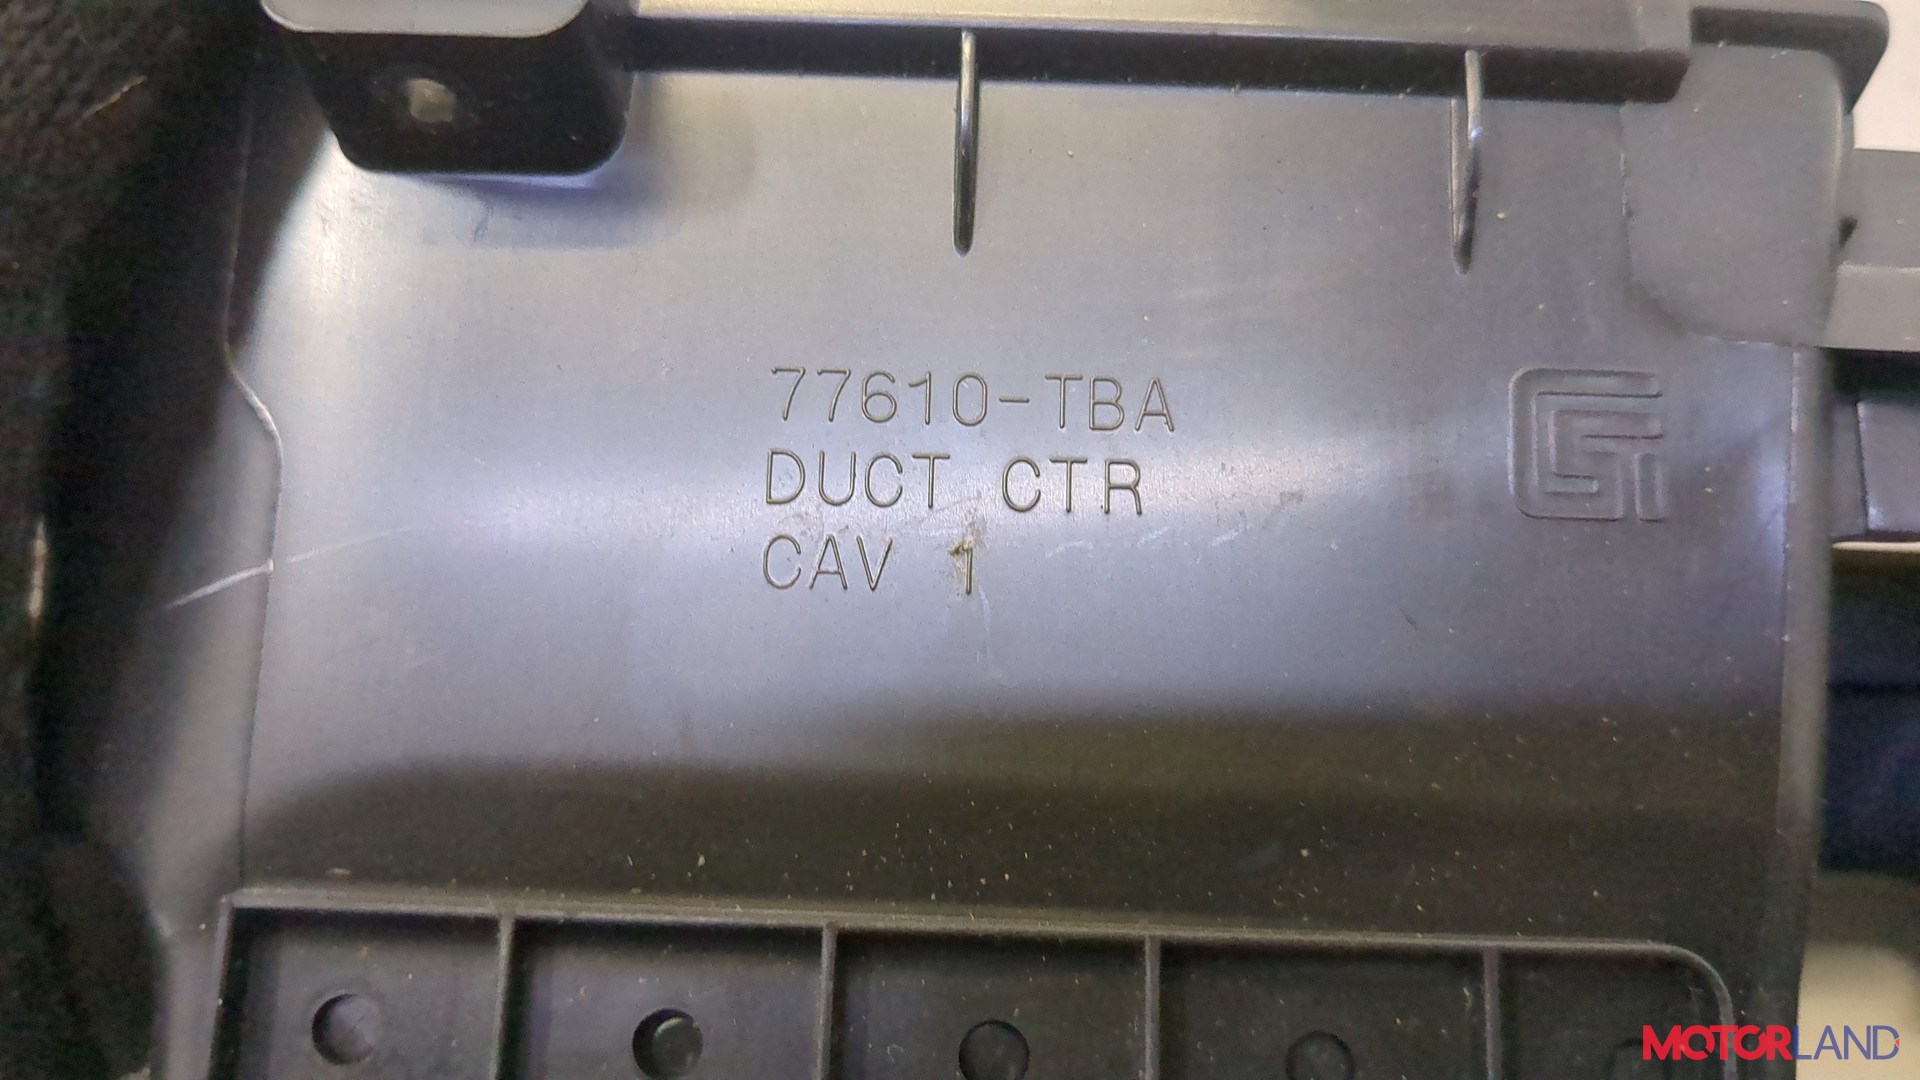 77610-TBA
DUCT CTR
CAV 1
MOTORLAND